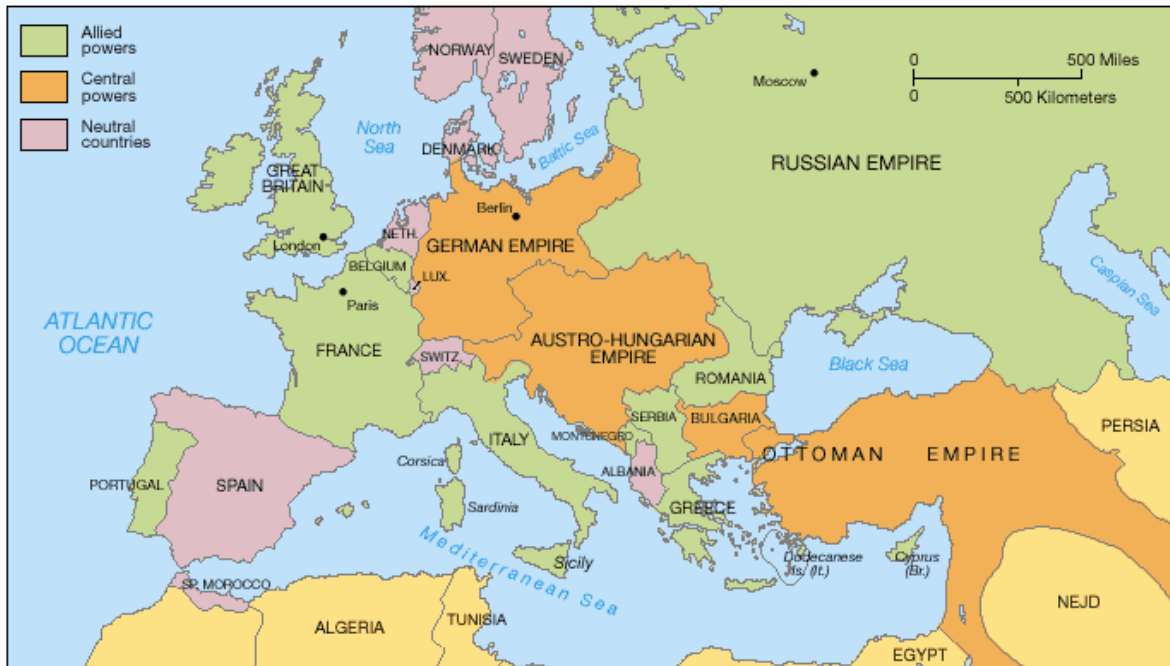 Allied
powers
Central
powers
Neutral
countries
NORWAY
SWEDEN
0 500 Miles
0 500 Kilometers
Moscow
North
Sea
DENMARK
Baltic Sea
RUSSIAN EMPIRE
GREAT
BRITAIN
Berlin
NETH.
London
GERMAN EMPIRE
BELGIUM
LUX.
Caspian Sea
Paris
ATLANTIC
OCEAN
FRANCE
SWITZ.
AUSTRO-HUNGARIAN
EMPIRE
Black Sea
ROMANIA
SERBIA
BULGARIA
ITALY
MONTENEGRO
PERSIA
OTTOMAN EMPIRE
Corsica
ALBANIA
PORTUGAL
SPAIN
Sardinia
GREECE
Mediterranean Sea
Sicily
Dodecanese
Is. (It.)
Cyprus
(Br.)
SP. MOROCCO
NEJD
ALGERIA
TUNISIA
EGYPT